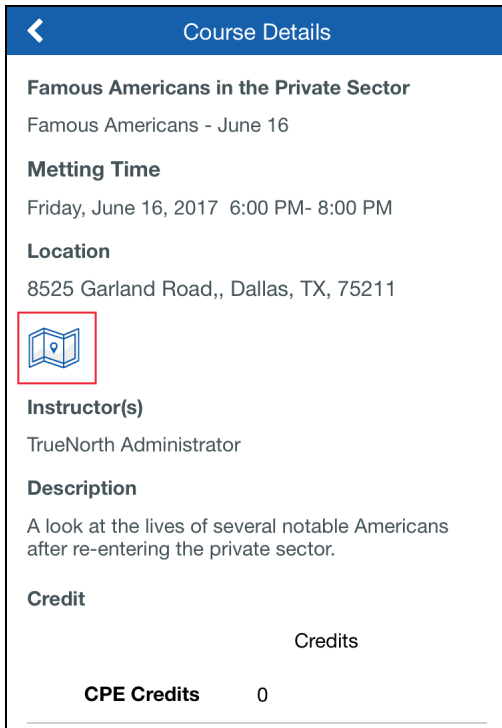 Course Details
Famous Americans in the Private Sector
Famous Americans - June 16
Metting Time
Friday, June 16, 2017  6:00 PM- 8:00 PM
Location
8525 Garland Road,, Dallas, TX, 75211
Instructor(s)
TrueNorth Administrator
Description
A look at the lives of several notable Americans
after re-entering the private sector.
Credit
Credits
CPE Credits 0